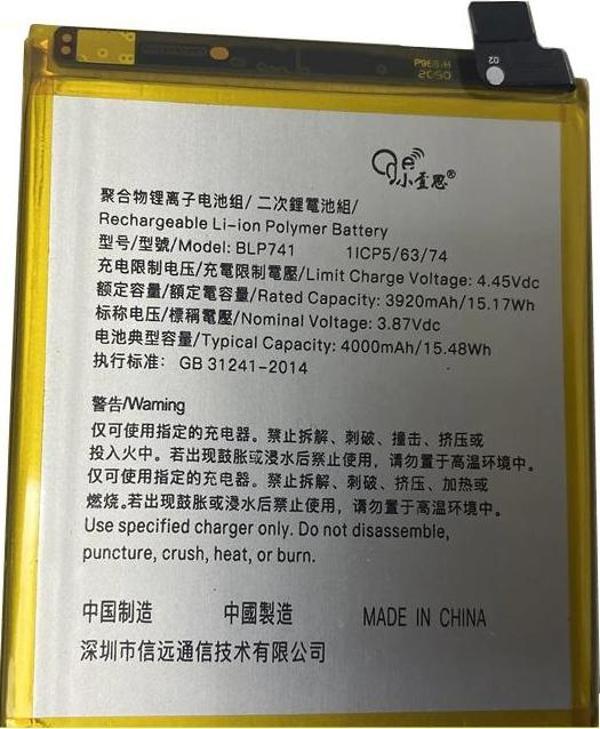 02
小壹思®
聚合物锂离子电池组/ 二次鋰電池組/
Rechargeable Li-ion Polymer Battery
型号/型號/Model: BLP741 1ICP5/63/74
充电限制电压/充電限制電壓/Limit Charge Voltage: 4.45Vdc
额定容量/額定電容量/Rated Capacity: 3920mAh/15.17Wh
标称电压/標稱電壓/Nominal Voltage: 3.87Vdc
电池典型容量/Typical Capacity: 4000mAh/15.48Wh
执行标准: GB 31241-2014
警告/Waming
仅可使用指定的充电器。禁止拆解、刺破、撞击、挤压或
投入火中。若出现鼓胀或浸水后禁止使用，请勿置于高温环境中。
仅可使用指定的充电器。禁止拆解、刺破、挤压、加热或
燃烧。若出现鼓胀或浸水后禁止使用，请勿置于高温环境中。
Use specified charger only. Do not disassemble,
puncture, crush, heat, or burn.
中国制造 中國製造 MADE IN CHINA
深圳市信远通信技术有限公司